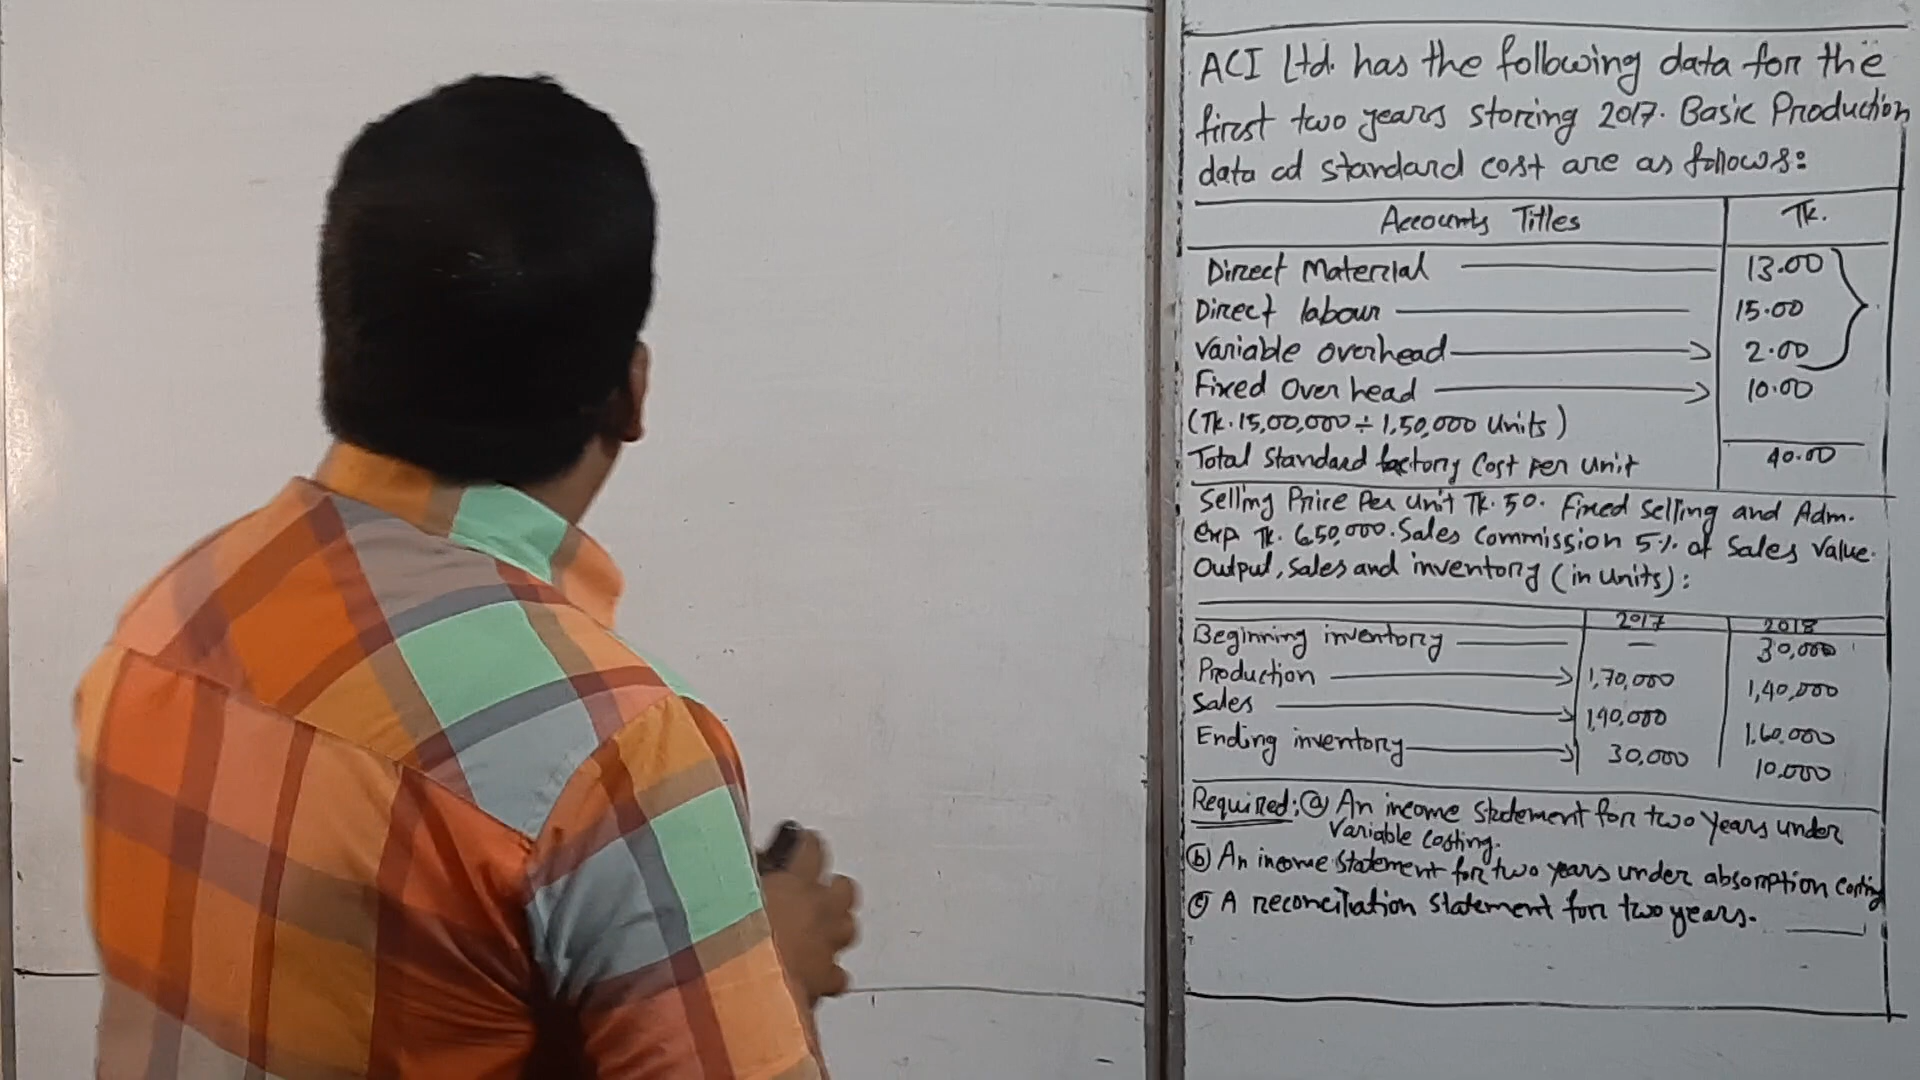 ACI Ltd. has the following data for the
first two years storing 2017. Basic Production
data ad standard cost are as follows:
Accounts Titles Tk.
Direct Material 13.00
Direct labour 15.00
Variable overhead 2.00
Fixed Over head 10.00
(Tk. 15,00,000 ÷ 1,50,000 Units)
Total Standard factory Cost Per Unit 40.00
Selling Price Per Unit Tk. 50. Fixed Selling and Adm.
exp. Tk. 6,50,000. Sales Commission 5% of Sales Value.
Output, Sales and inventory (in units):
2017 2018
Beginning inventory — 30,000
Production 1,70,000 1,40,000
Sales 1,40,000 1,60,000
Ending inventory 30,000 10,000
Required: (a) An income statement for two years under
Variable costing.
(b) An income statement for two years under absorption costing
(c) A reconciliation statement for two years.